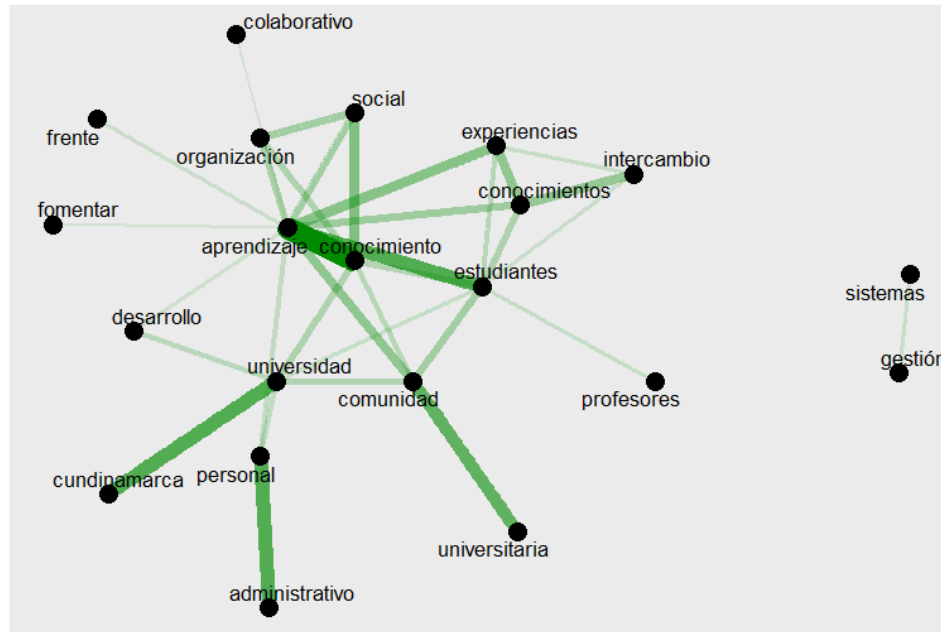 colaborativo
social
frente
organización
experiencias
intercambio
conocimientos
fomentar
aprendizaje
conocimiento
estudiantes
sistemas
desarrollo
universidad
comunidad
profesores
gestión
cundinamarca
personal
universitaria
administrativo